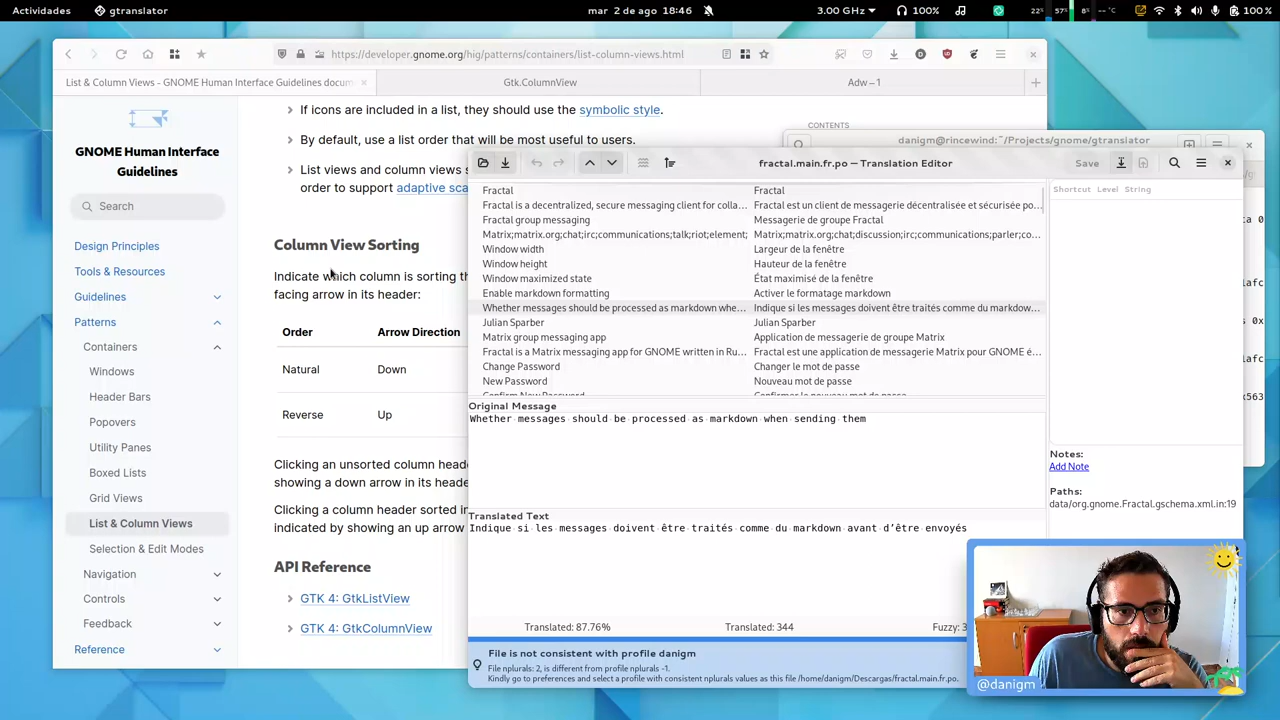 Actividades
gtranslator
mar 2 de ago 18:46
3.00 GHz
100%
22%
57%
8%
--°C
100 %
https://developer.gnome.org/hig/patterns/containers/list-column-views.html
List & Column Views - GNOME Human Interface Guidelines docum
Gtk.ColumnView
Adw – 1
GNOME Human Interface
Guidelines
Search
Design Principles
Tools & Resources
Guidelines
Patterns
Containers
Windows
Header Bars
Popovers
Utility Panes
Boxed Lists
Grid Views
List & Column Views
Selection & Edit Modes
Navigation
Controls
Feedback
Reference
If icons are included in a list, they should use the symbolic style.
By default, use a list order that will be most useful to users.
List views and column views s
order to support adaptive sca
Column View Sorting
Indicate which column is sorting th
facing arrow in its header:
Order
Arrow Direction
Natural
Down
Reverse
Up
Clicking an unsorted column heade
showing a down arrow in its heade
Clicking a column header sorted in
indicated by showing an up arrow
API Reference
GTK 4: GtkListView
GTK 4: GtkColumnView
CONTENTS
danigm@rincewind:~/Projects/gnome/gtranslator
fractal.main.fr.po — Translation Editor
Save
Fractal
Fractal
Fractal is a decentralized, secure messaging client for colla...
Fractal est un client de messagerie décentralisée et sécurisée po...
Fractal group messaging
Messagerie de groupe Fractal
Matrix;matrix.org;chat;irc;communications;talk;riot;element;
Matrix;matrix.org;chat;discussion;irc;communications;parler;co...
Window width
Largeur de la fenêtre
Window height
Hauteur de la fenêtre
Window maximized state
État maximisé de la fenêtre
Enable markdown formatting
Activer le formatage markdown
Whether messages should be processed as markdown whe...
Indique si les messages doivent être traités comme du markdow...
Julian Sparber
Julian Sparber
Matrix group messaging app
Application de messagerie de groupe Matrix
Fractal is a Matrix messaging app for GNOME written in Ru...
Fractal est une application de messagerie Matrix pour GNOME é...
Change Password
Changer le mot de passe
New Password
Nouveau mot de passe
Confirm New Password
Confirmer le nouveau mot de passe
Original Message
Whether messages should be processed as markdown when sending them
Translated Text
Indique si les messages doivent être traités comme du markdown avant d’être envoyés
Translated: 87.76%
Translated: 344
Fuzzy: 3
File is not consistent with profile danigm
File nplurals: 2, is different from profile nplurals -1.
Kindly go to preferences and select a profile with consistent nplurals values as this file /home/danigm/Descargas/fractal.main.fr.po.
Shortcut Level String
Notes:
Add Note
Paths:
data/org.gnome.Fractal.gschema.xml.in:19
@danigm